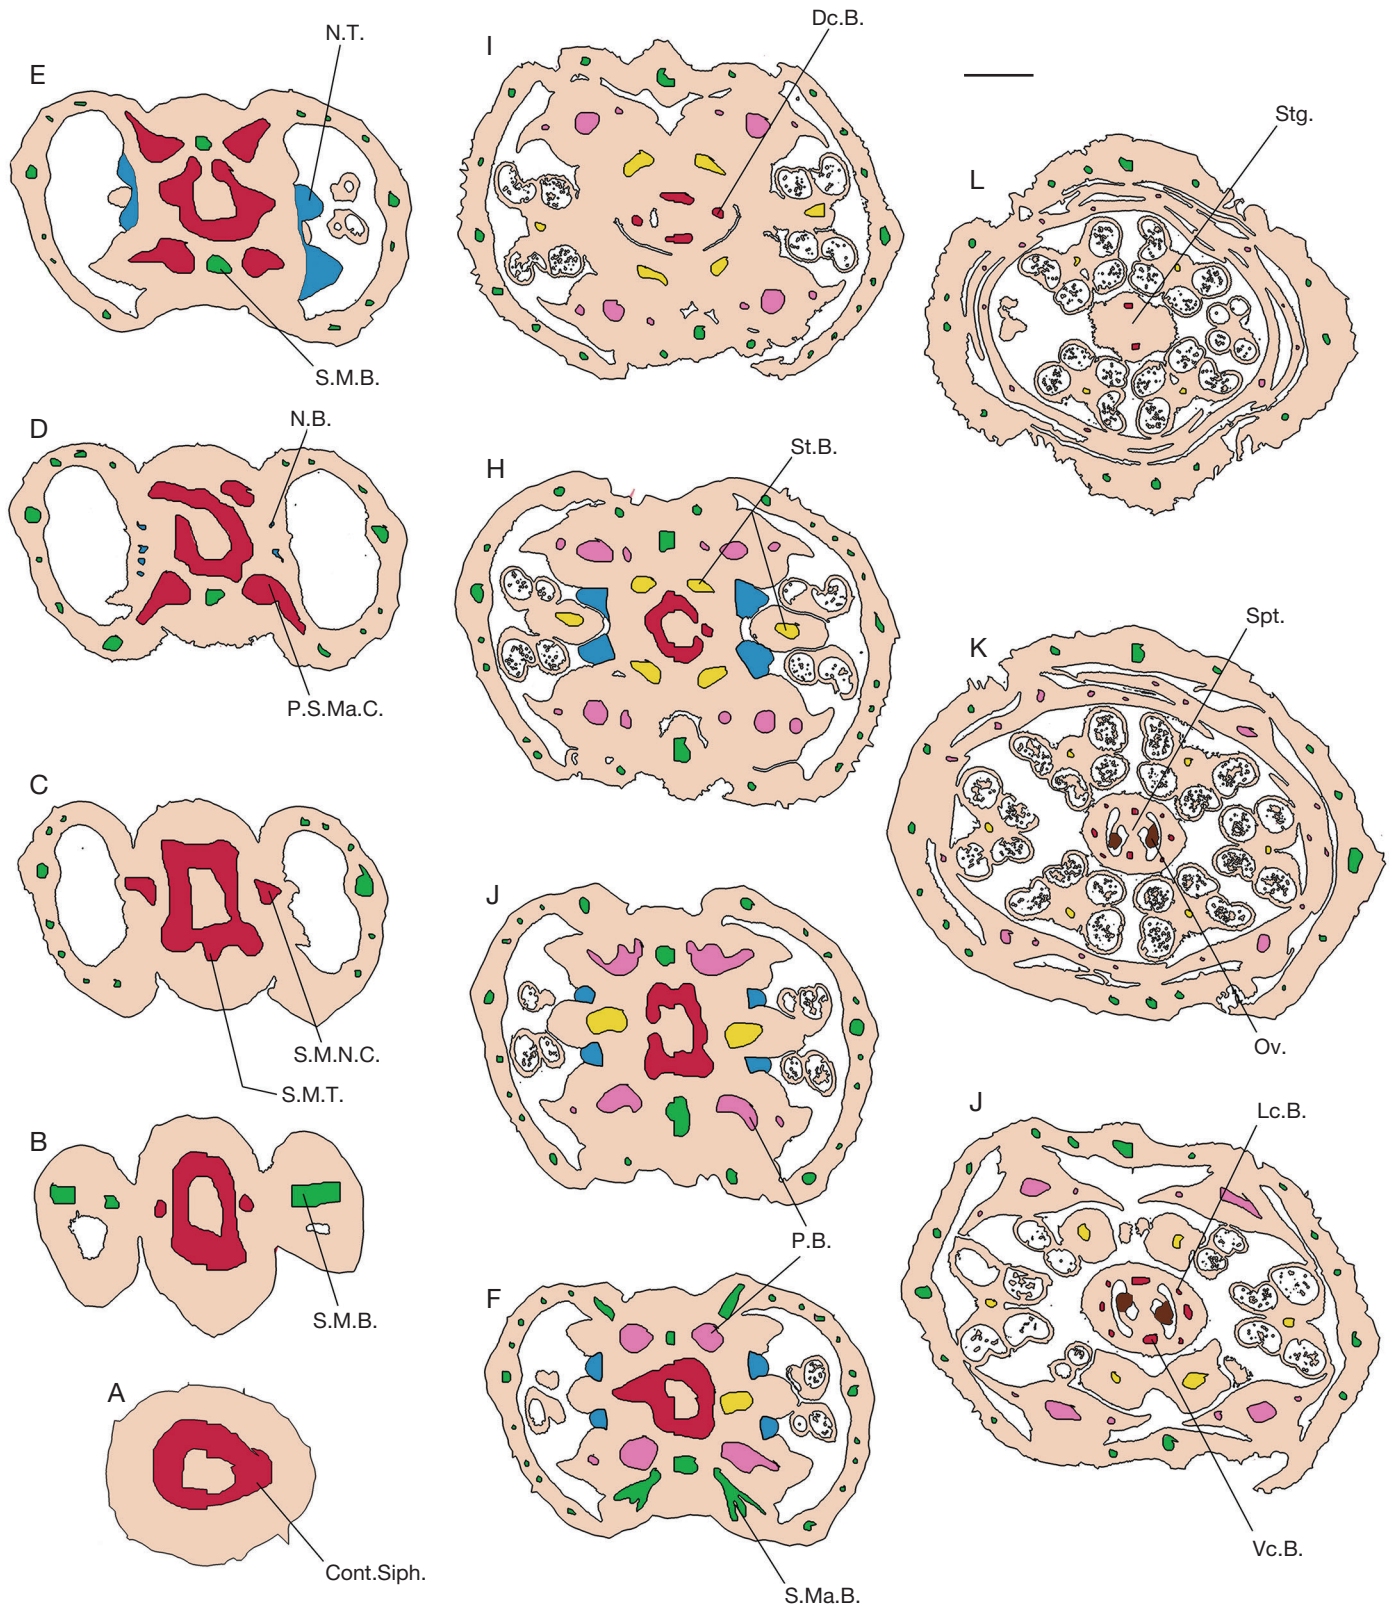 E
N.T.
S.M.B.
D
N.B.
P.S.Ma.C.
C
S.M.N.C.
S.M.T.
B
S.M.B.
A
Cont.Siph.
I
Dc.B.
H
St.B.
J
P.B.
F
S.Ma.B.
L
Stg.
K
Spt.
Ov.
J
Lc.B.
Vc.B.